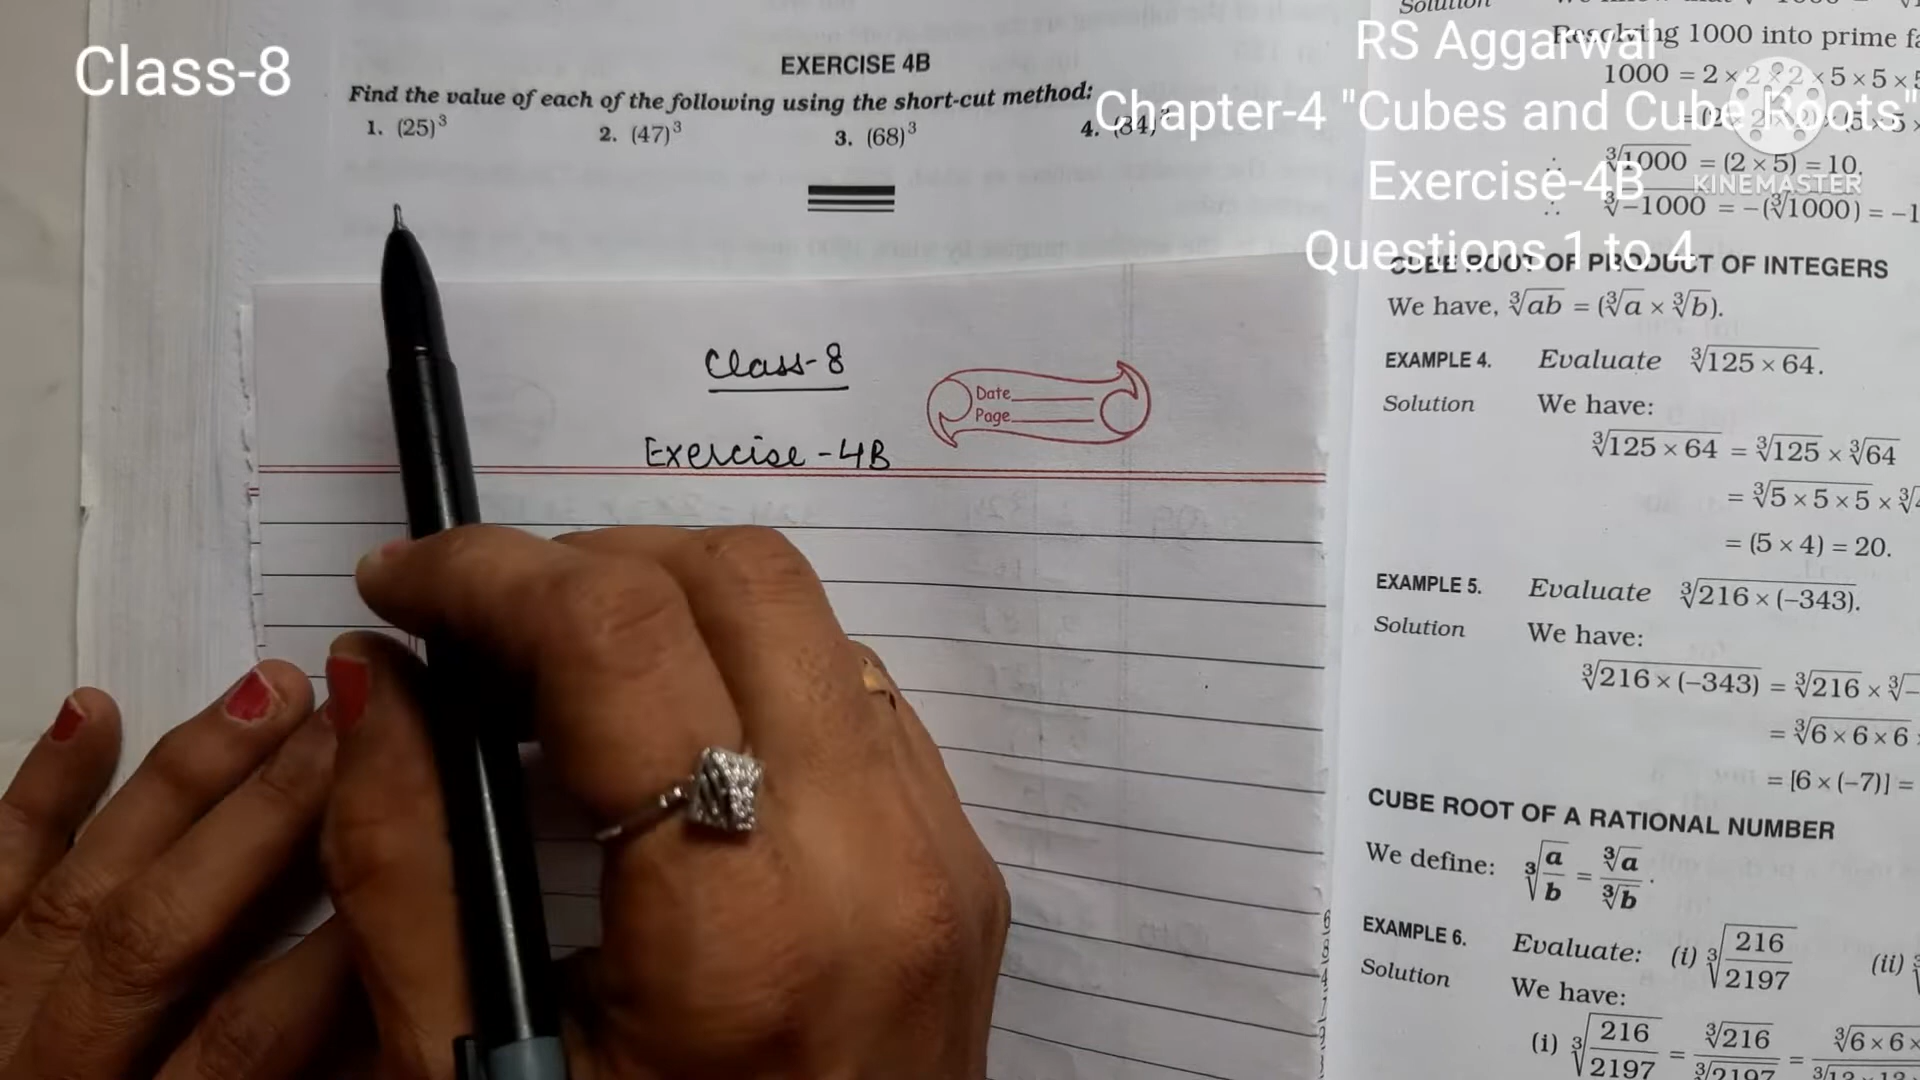 Class-8
EXERCISE 4B
Find the value of each of the following using the short-cut method:
1. (25)³ 2. (47)³ 3. (68)³ 4. (84)³
RS Aggarwal
Chapter-4 "Cubes and Cube Roots"
Exercise-4B
Questions 1 to 4
KINEMASTER
Class-8
Date
Page
Exercise-4B
Solution
Resolving 1000 into prime
1000 = 2 × 2 × 2 × 5 × 5 ×
∴ ∛1000 = (2 × 5) = 10.
∴ ∛−1000 = −(∛1000) = −1
CUBE ROOT OF PRODUCT OF INTEGERS
We have, ∛ab = (∛a × ∛b).
EXAMPLE 4. Evaluate ∛125 × 64.
Solution We have:
∛125 × 64 = ∛125 × ∛64
= ∛5 × 5 × 5 × ∛
= (5 × 4) = 20.
EXAMPLE 5. Evaluate ∛216 × (−343).
Solution We have:
∛216 × (−343) = ∛216 × ∛−
= ∛6 × 6 × 6
= [6 × (−7)] =
CUBE ROOT OF A RATIONAL NUMBER
We define: ∛a/b = ∛a/∛b.
EXAMPLE 6. Evaluate: (i) ∛216/2197 (ii)
Solution We have:
(i) ∛216/2197 = ∛216/∛2197 = ∛6 × 6 ×